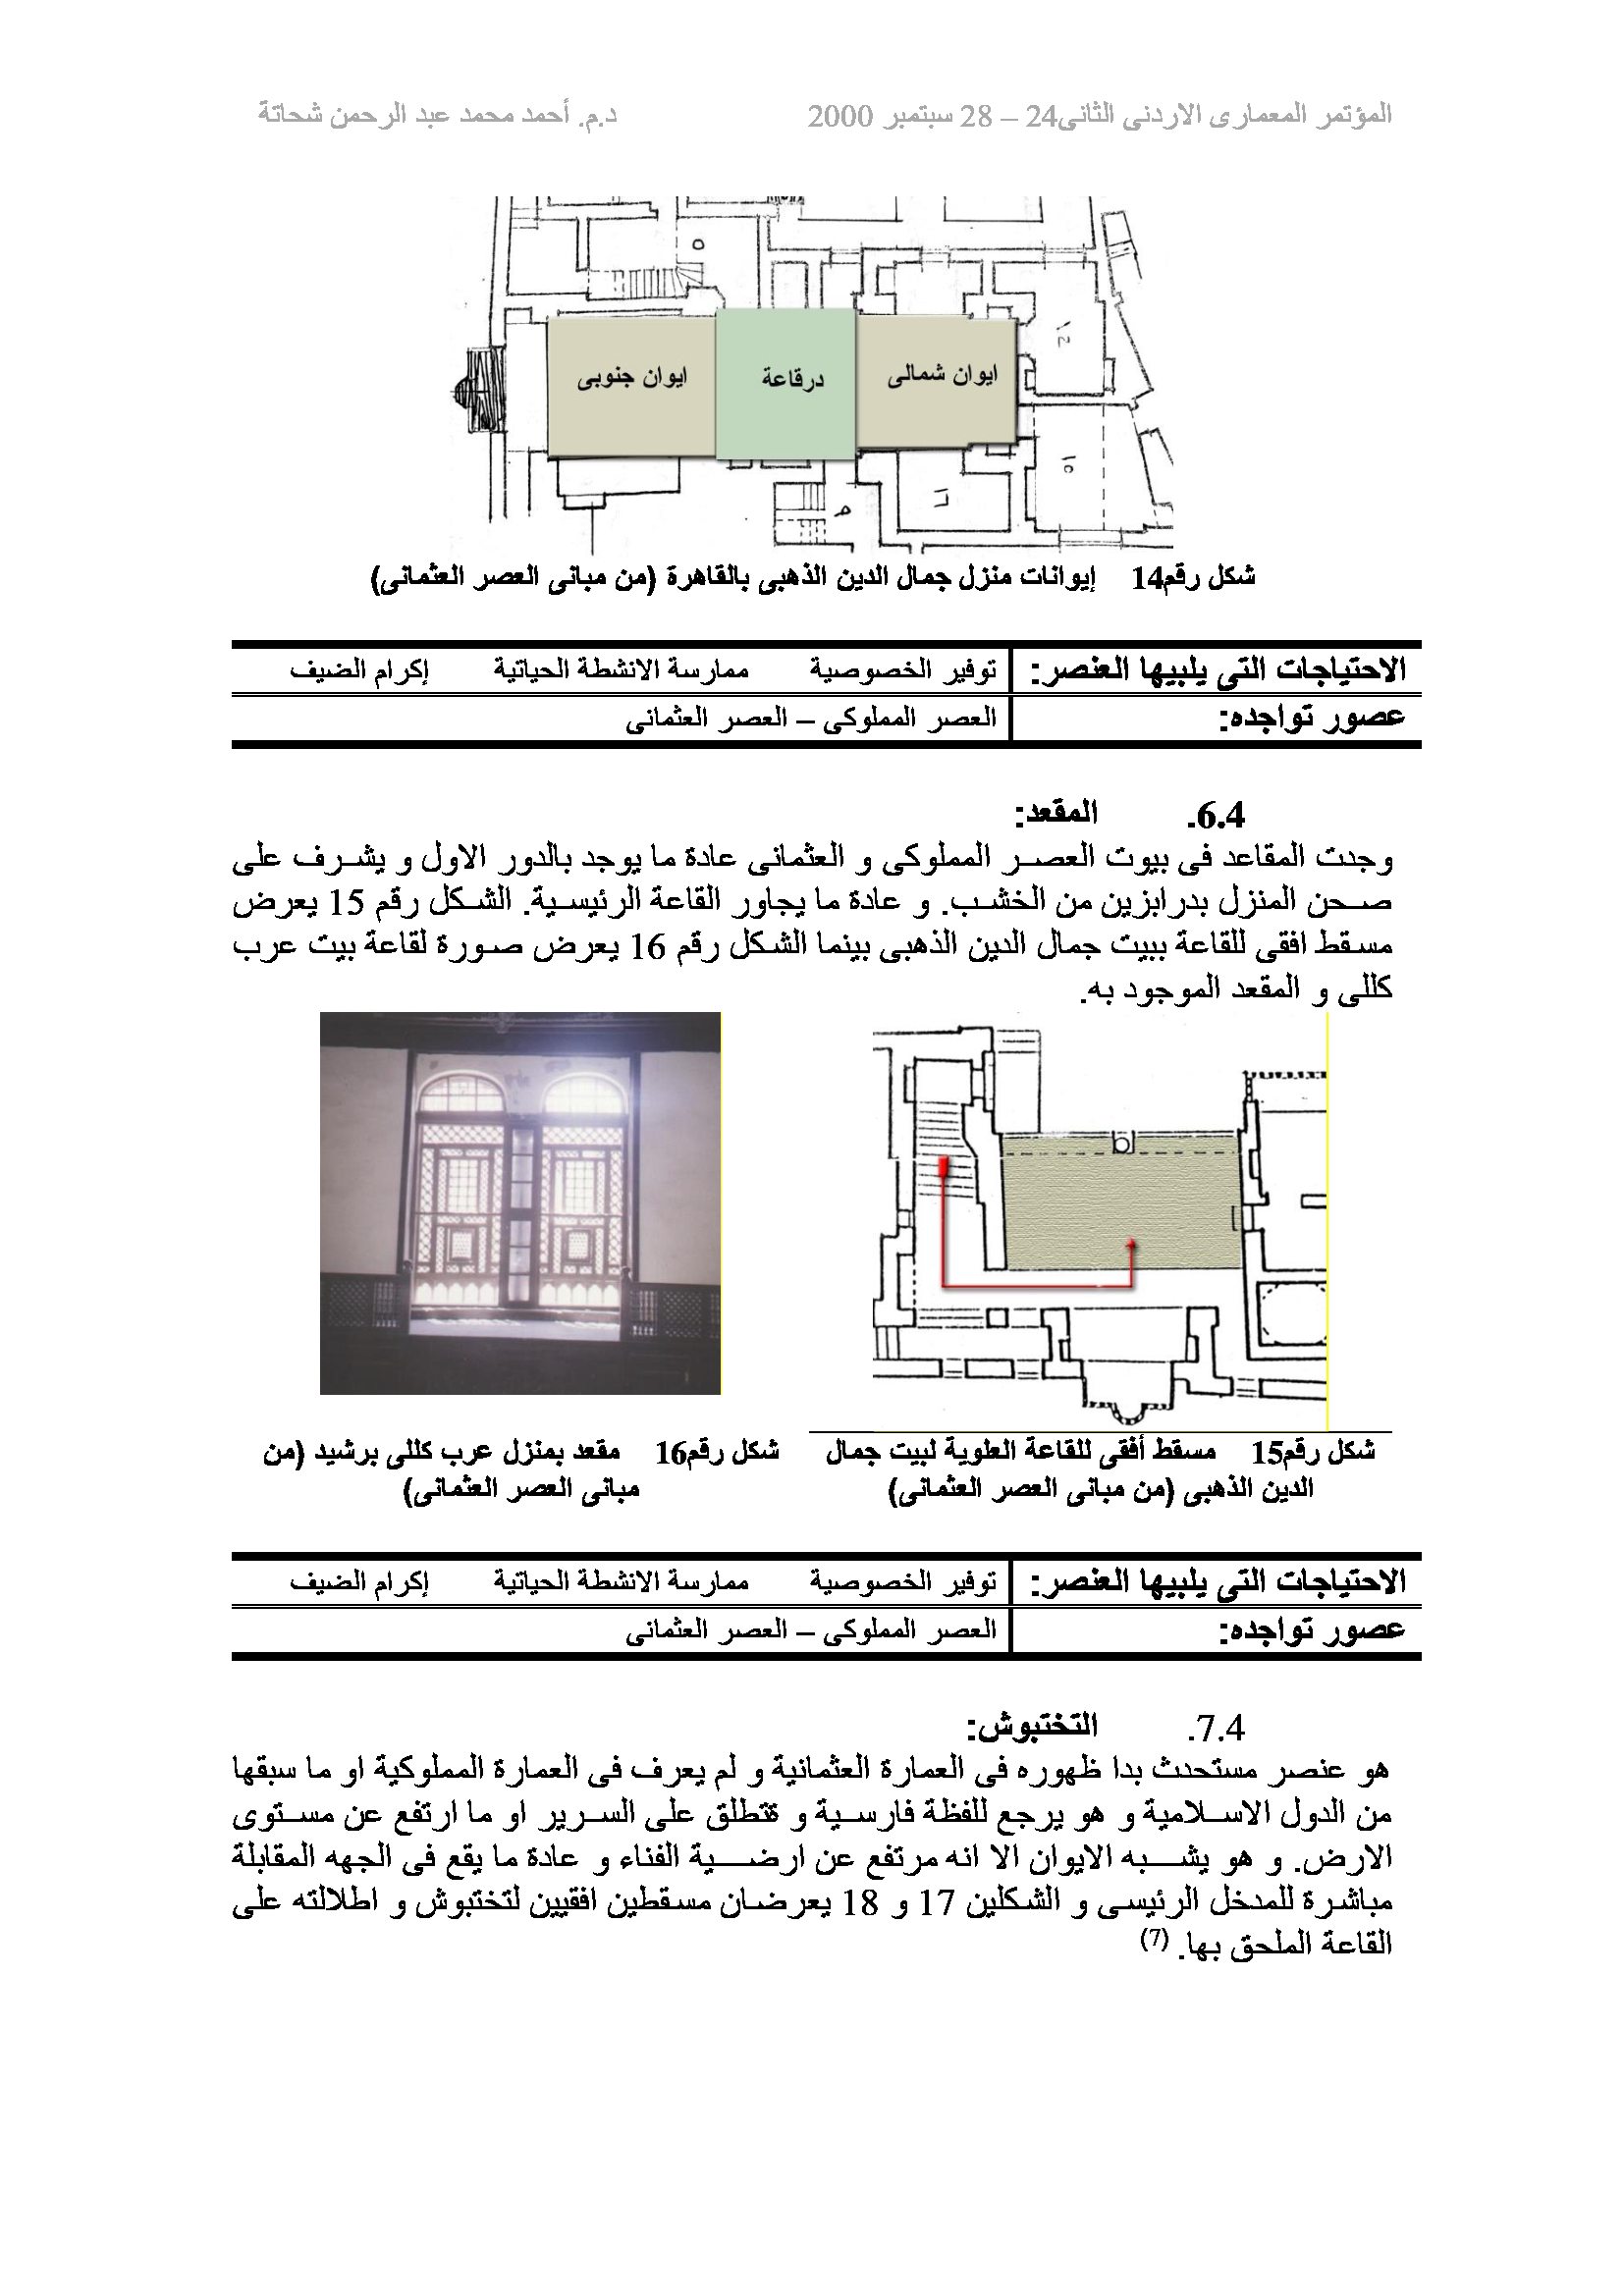 المؤتمر المعمارى الاردنى الثانى24 – 28 سبتمبر 2000 د.م. أحمد محمد عبد الرحمن شحاتة
ايوان شمالى
درقاعة
ايوان جنوبى
شكل رقم14 إيوانات منزل جمال الدين الذهبى بالقاهرة (من مبانى العصر العثمانى)
الاحتياجات التى يلبيها العنصر: توفير الخصوصية ممارسة الانشطة الحياتية إكرام الضيف
عصور تواجده: العصر المملوكى – العصر العثمانى
6.4. المقعد:
وجدت المقاعد فى بيوت العصر المملوكى و العثمانى عادة ما يوجد بالدور الاول و يشرف على
صحن المنزل بدرابزين من الخشب. و عادة ما يجاور القاعة الرئيسية. الشكل رقم 15 يعرض
مسقط افقى للقاعة ببيت جمال الدين الذهبى بينما الشكل رقم 16 يعرض صورة لقاعة بيت عرب
كللى و المقعد الموجود به.
شكل رقم15 مسقط أفقى للقاعة العلوية لبيت جمال
الدين الذهبى (من مبانى العصر العثمانى)
شكل رقم16 مقعد بمنزل عرب كللى برشيد (من
مبانى العصر العثمانى)
الاحتياجات التى يلبيها العنصر: توفير الخصوصية ممارسة الانشطة الحياتية إكرام الضيف
عصور تواجده: العصر المملوكى – العصر العثمانى
7.4. التختبوش:
هو عنصر مستحدث بدا ظهوره فى العمارة العثمانية و لم يعرف فى العمارة المملوكية او ما سبقها
من الدول الاسلامية و هو يرجع للفظة فارسية و تطلق على السرير او ما ارتفع عن مستوى
الارض. و هو يشبه الايوان الا انه مرتفع عن ارضية الفناء و عادة ما يقع فى الجهه المقابلة
مباشرة للمدخل الرئيسى و الشكلين 17 و 18 يعرضان مسقطين افقيين لتختبوش و اطلالته على
القاعة الملحق بها. (7)